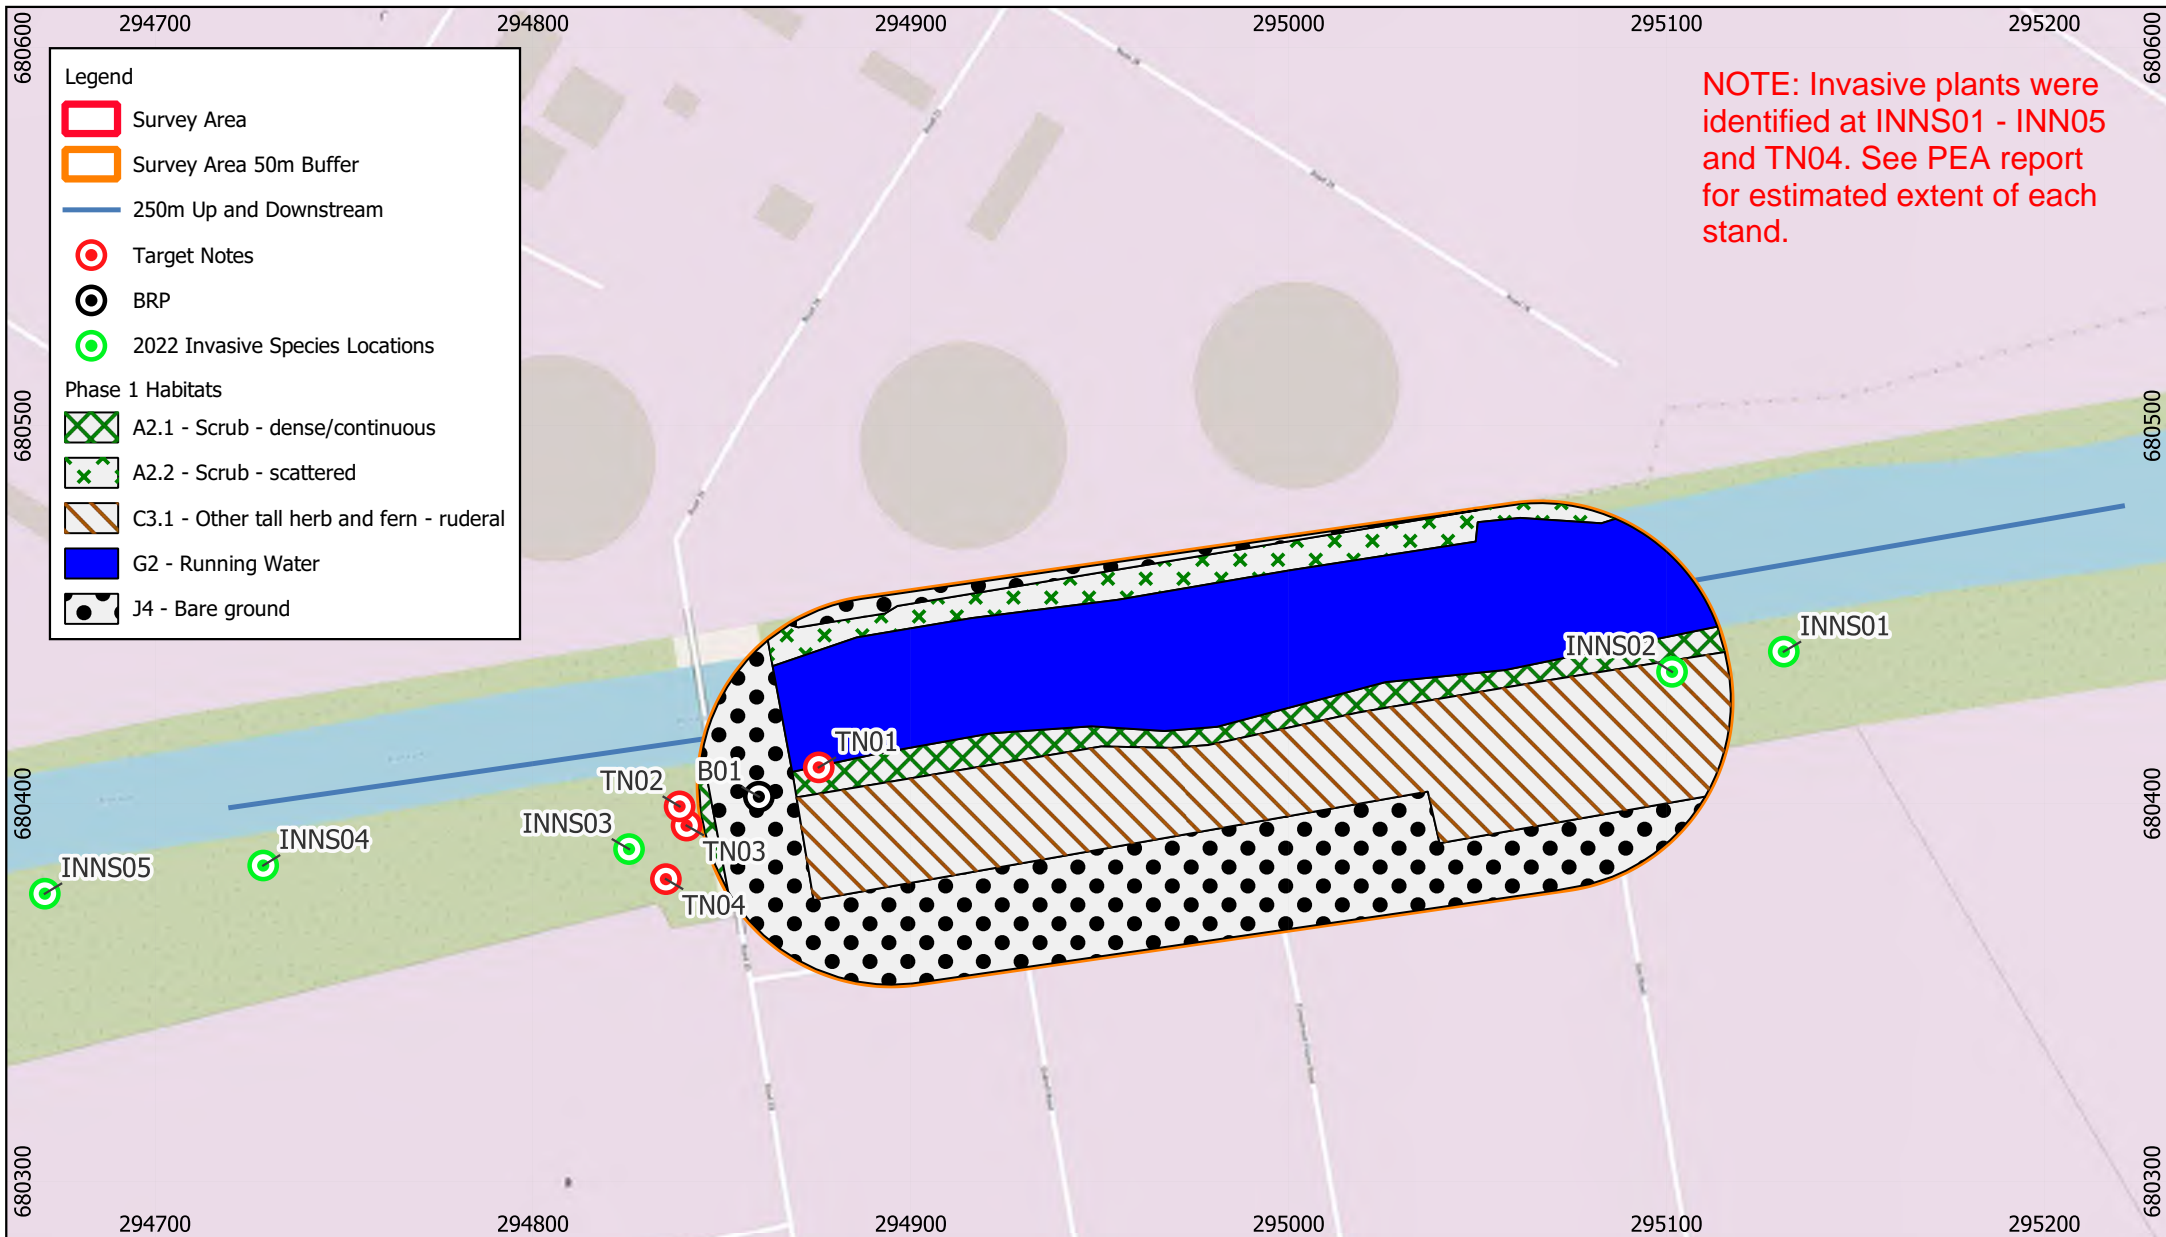 294700
294800
294900
295000
295100
295200
680600
680600
Legend
Survey Area
Survey Area 50m Buffer
250m Up and Downstream
Target Notes
BRP
2022 Invasive Species Locations
Phase 1 Habitats
A2.1 - Scrub - dense/continuous
A2.2 - Scrub - scattered
C3.1 - Other tall herb and fern - ruderal
G2 - Running Water
J4 - Bare ground
NOTE: Invasive plants were
identified at INNS01 - INN05
and TN04. See PEA report
for estimated extent of each
stand.
680500
680500
INNS01
INNS02
TN01
B01
TN02
INNS03
TN03
INNS04
INNS05
TN04
680400
680400
680300
680300
294700
294800
294900
295000
295100
295200